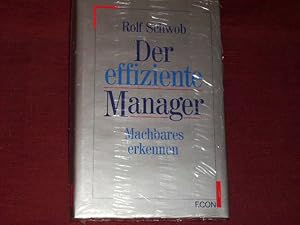 Rolf Schwob
Der
effiziente
Manager
Machbares
erkennen
ECON